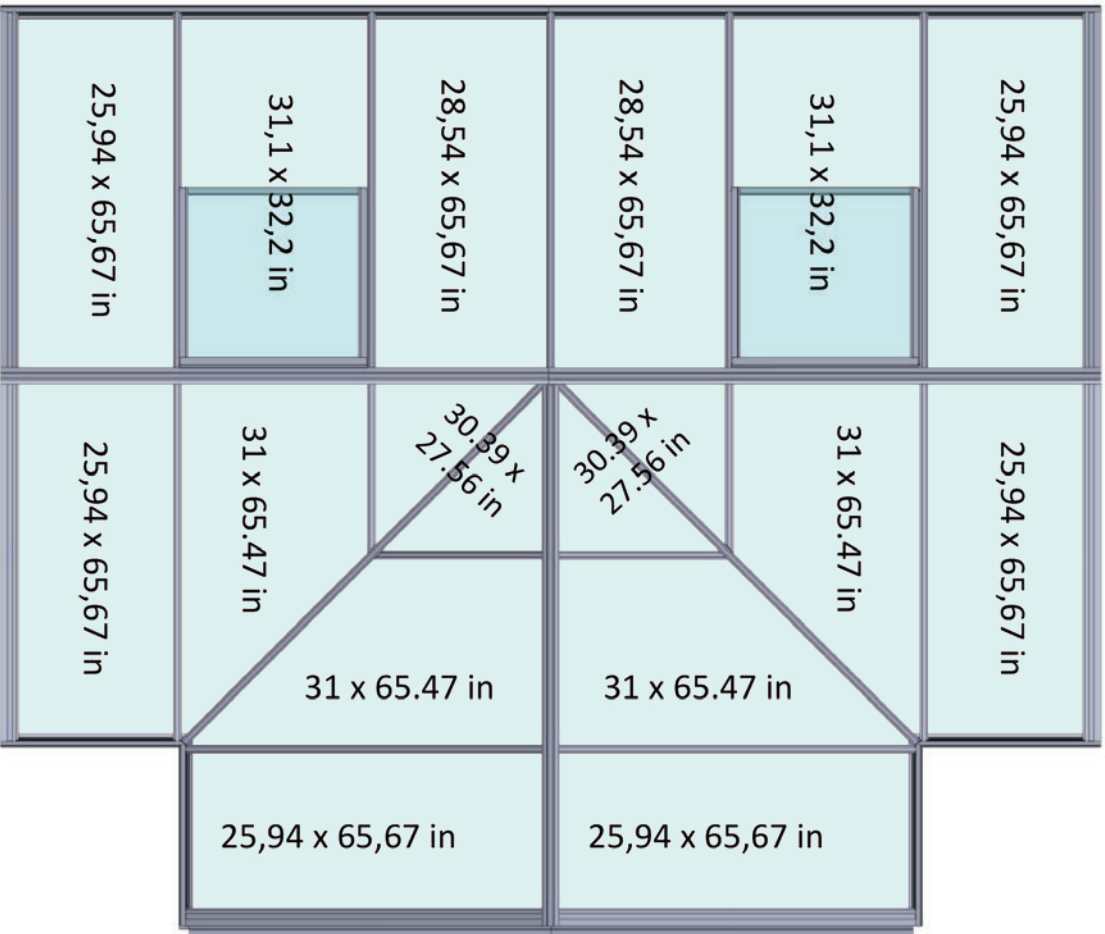 25,94 x 65,67 in
31,1 x 32,2 in
28,54 x 65,67 in
28,54 x 65,67 in
31,1 x 32,2 in
25,94 x 65,67 in
25,94 x 65,67 in
31 x 65.47 in
30.39 x
27.56 in
30.39 x
27.56 in
31 x 65.47 in
25,94 x 65,67 in
31 x 65.47 in
31 x 65.47 in
25,94 x 65,67 in
25,94 x 65,67 in